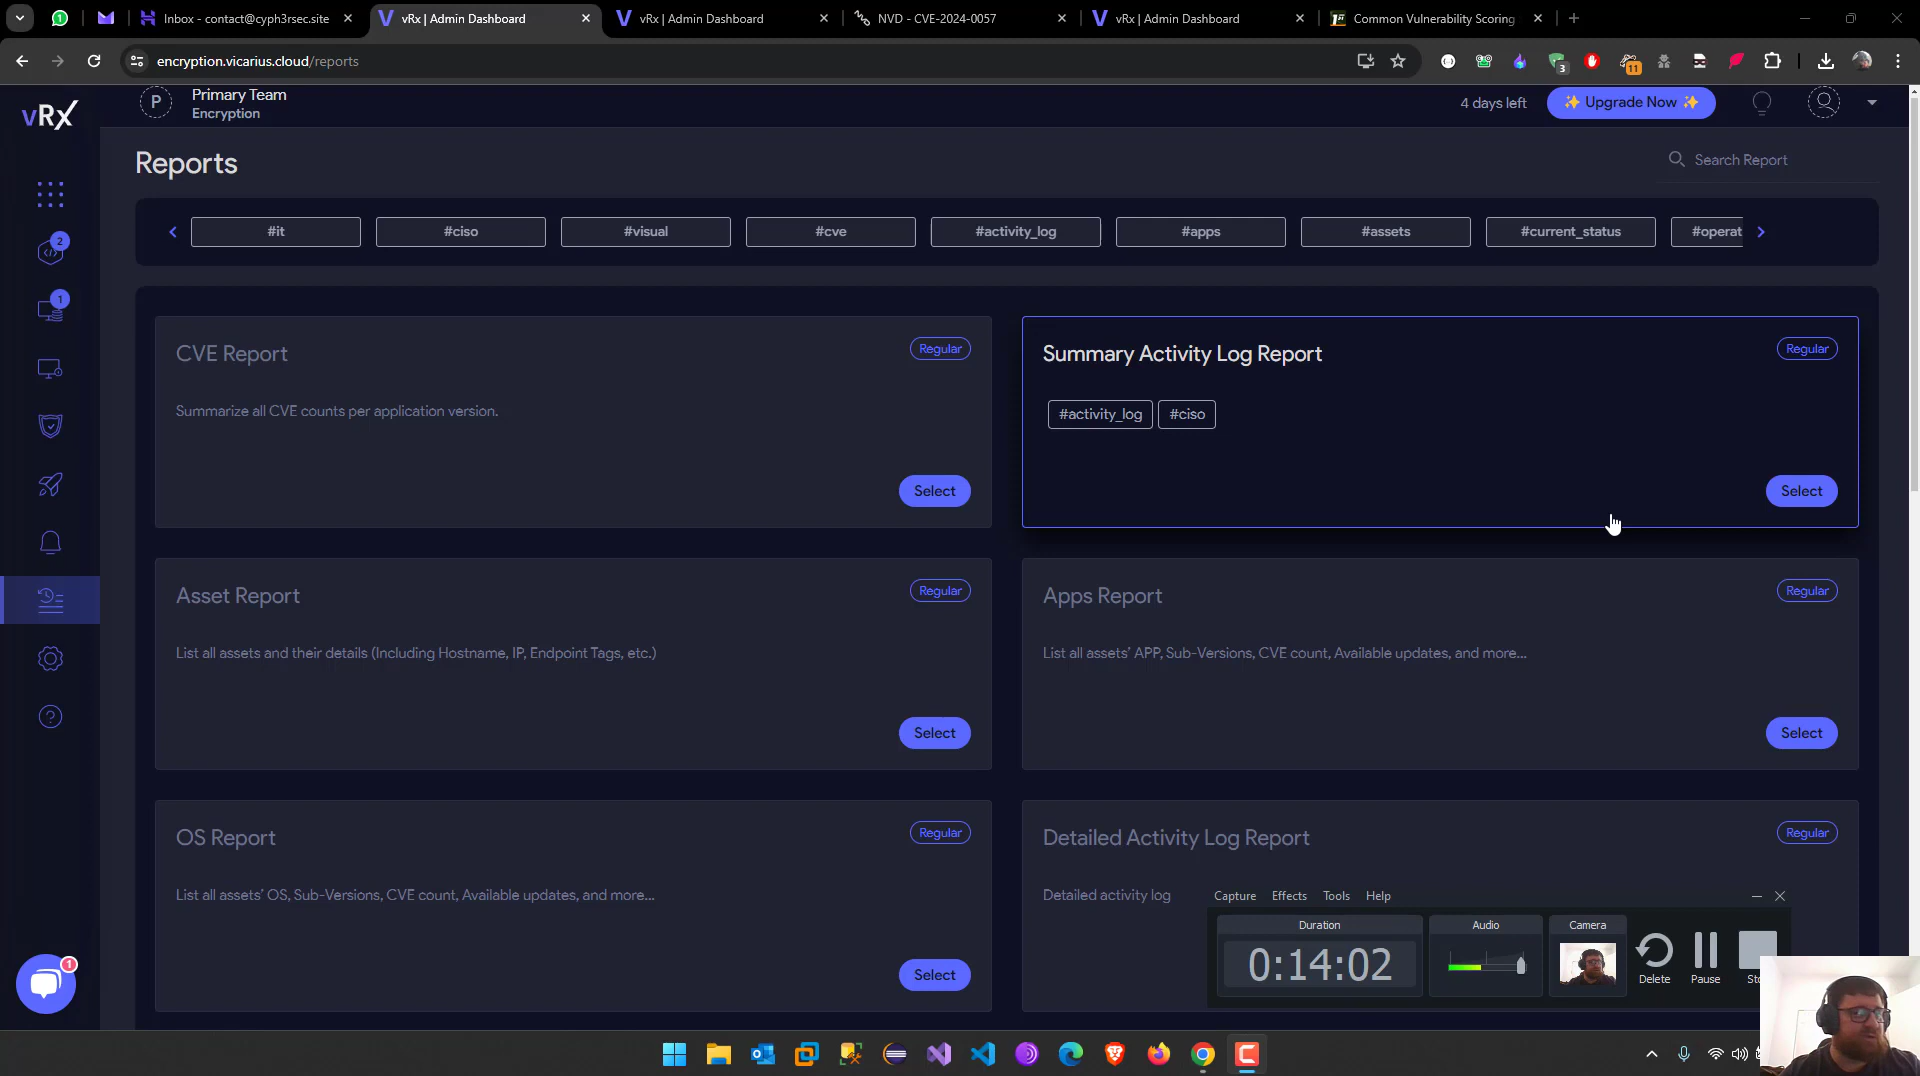 Inbox - contact@cyph3rsec.site
vRx | Admin Dashboard
vRx | Admin Dashboard
NVD - CVE-2024-0057
vRx | Admin Dashboard
Common Vulnerability Scoring
encryption.vicarius.cloud/reports
3
11
vRX
P
Primary Team
Encryption
4 days left
Upgrade Now
Reports
Search Report
#it
#ciso
#visual
#cve
#activity_log
#apps
#assets
#current_status
#operat
2
1
CVE Report
Regular
Summarize all CVE counts per application version.
Select
Summary Activity Log Report
Regular
#activity_log
#ciso
Select
Asset Report
Regular
List all assets and their details (Including Hostname, IP, Endpoint Tags, etc.)
Select
Apps Report
Regular
List all assets' APP, Sub-Versions, CVE count, Available updates, and more...
Select
OS Report
Regular
List all assets' OS, Sub-Versions, CVE count, Available updates, and more...
Select
Detailed Activity Log Report
Regular
Detailed activity log
Capture
Effects
Tools
Help
Duration
0:14:02
Audio
Camera
Delete
Pause
1